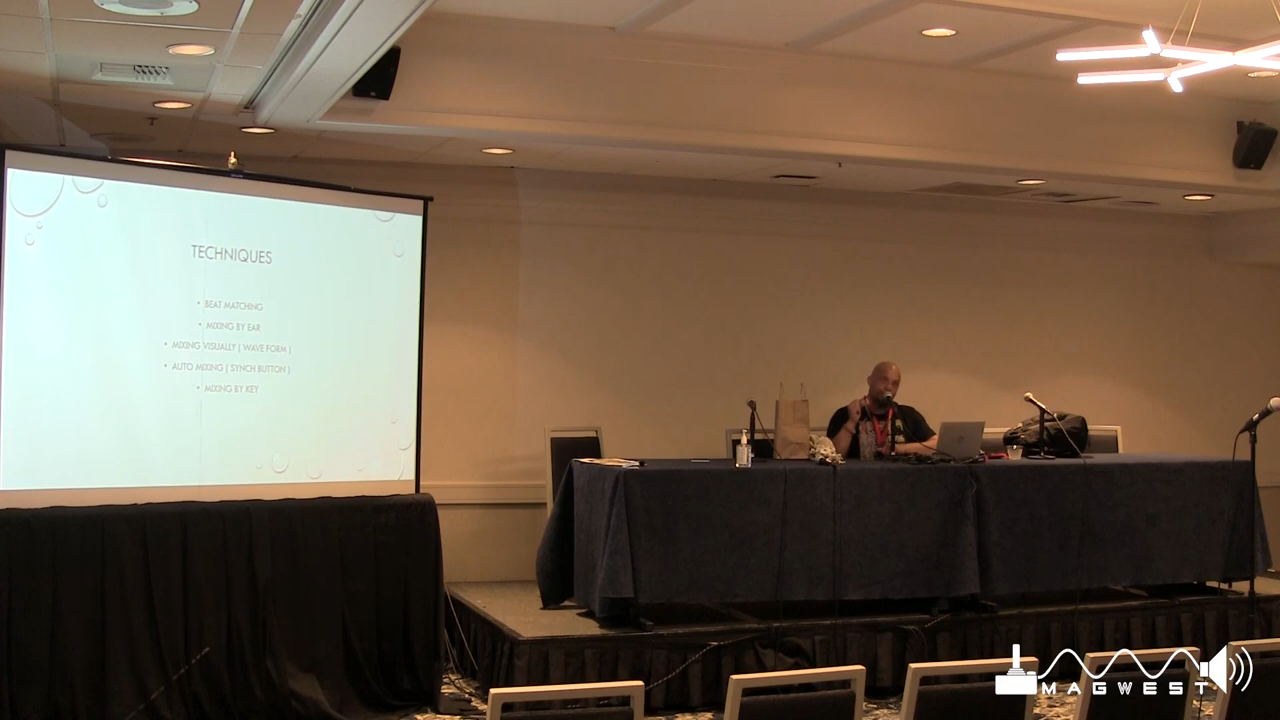 TECHNIQUES
• BEAT MATCHING
• MIXING BY EAR
• MIXING VISUALLY ( WAVE FORM )
• AUTO MIXING ( SYNCH BUTTON )
• MIXING BY KEY
MAGWEST